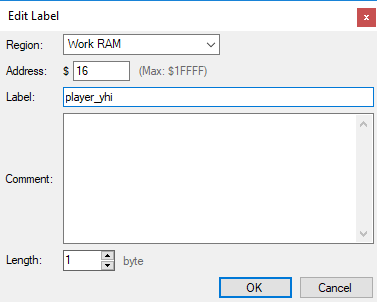 Edit Label
Region: Work RAM
Address: $ 16 (Max: $1FFFF)
Label: player_yhi
Comment:
Length: 1 byte
OK Cancel